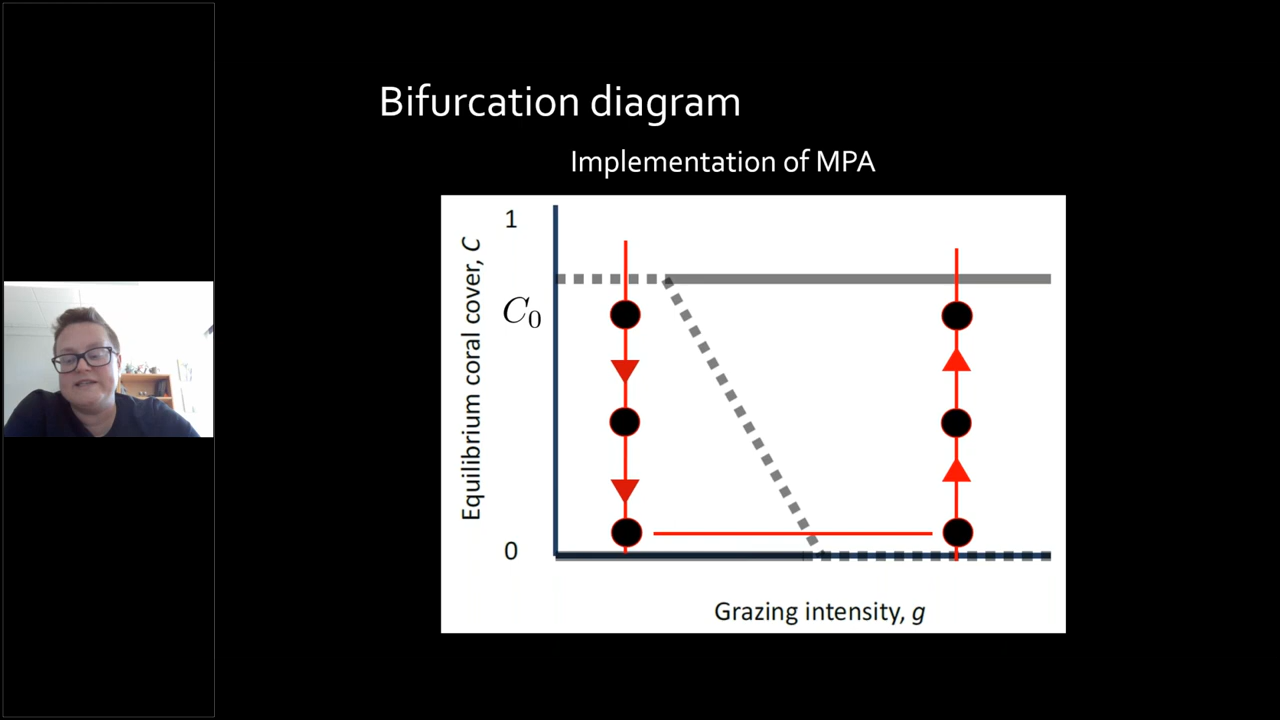 Bifurcation diagram
Implementation of MPA
1
Equilibrium coral cover, C
C₀
0
Grazing intensity, g